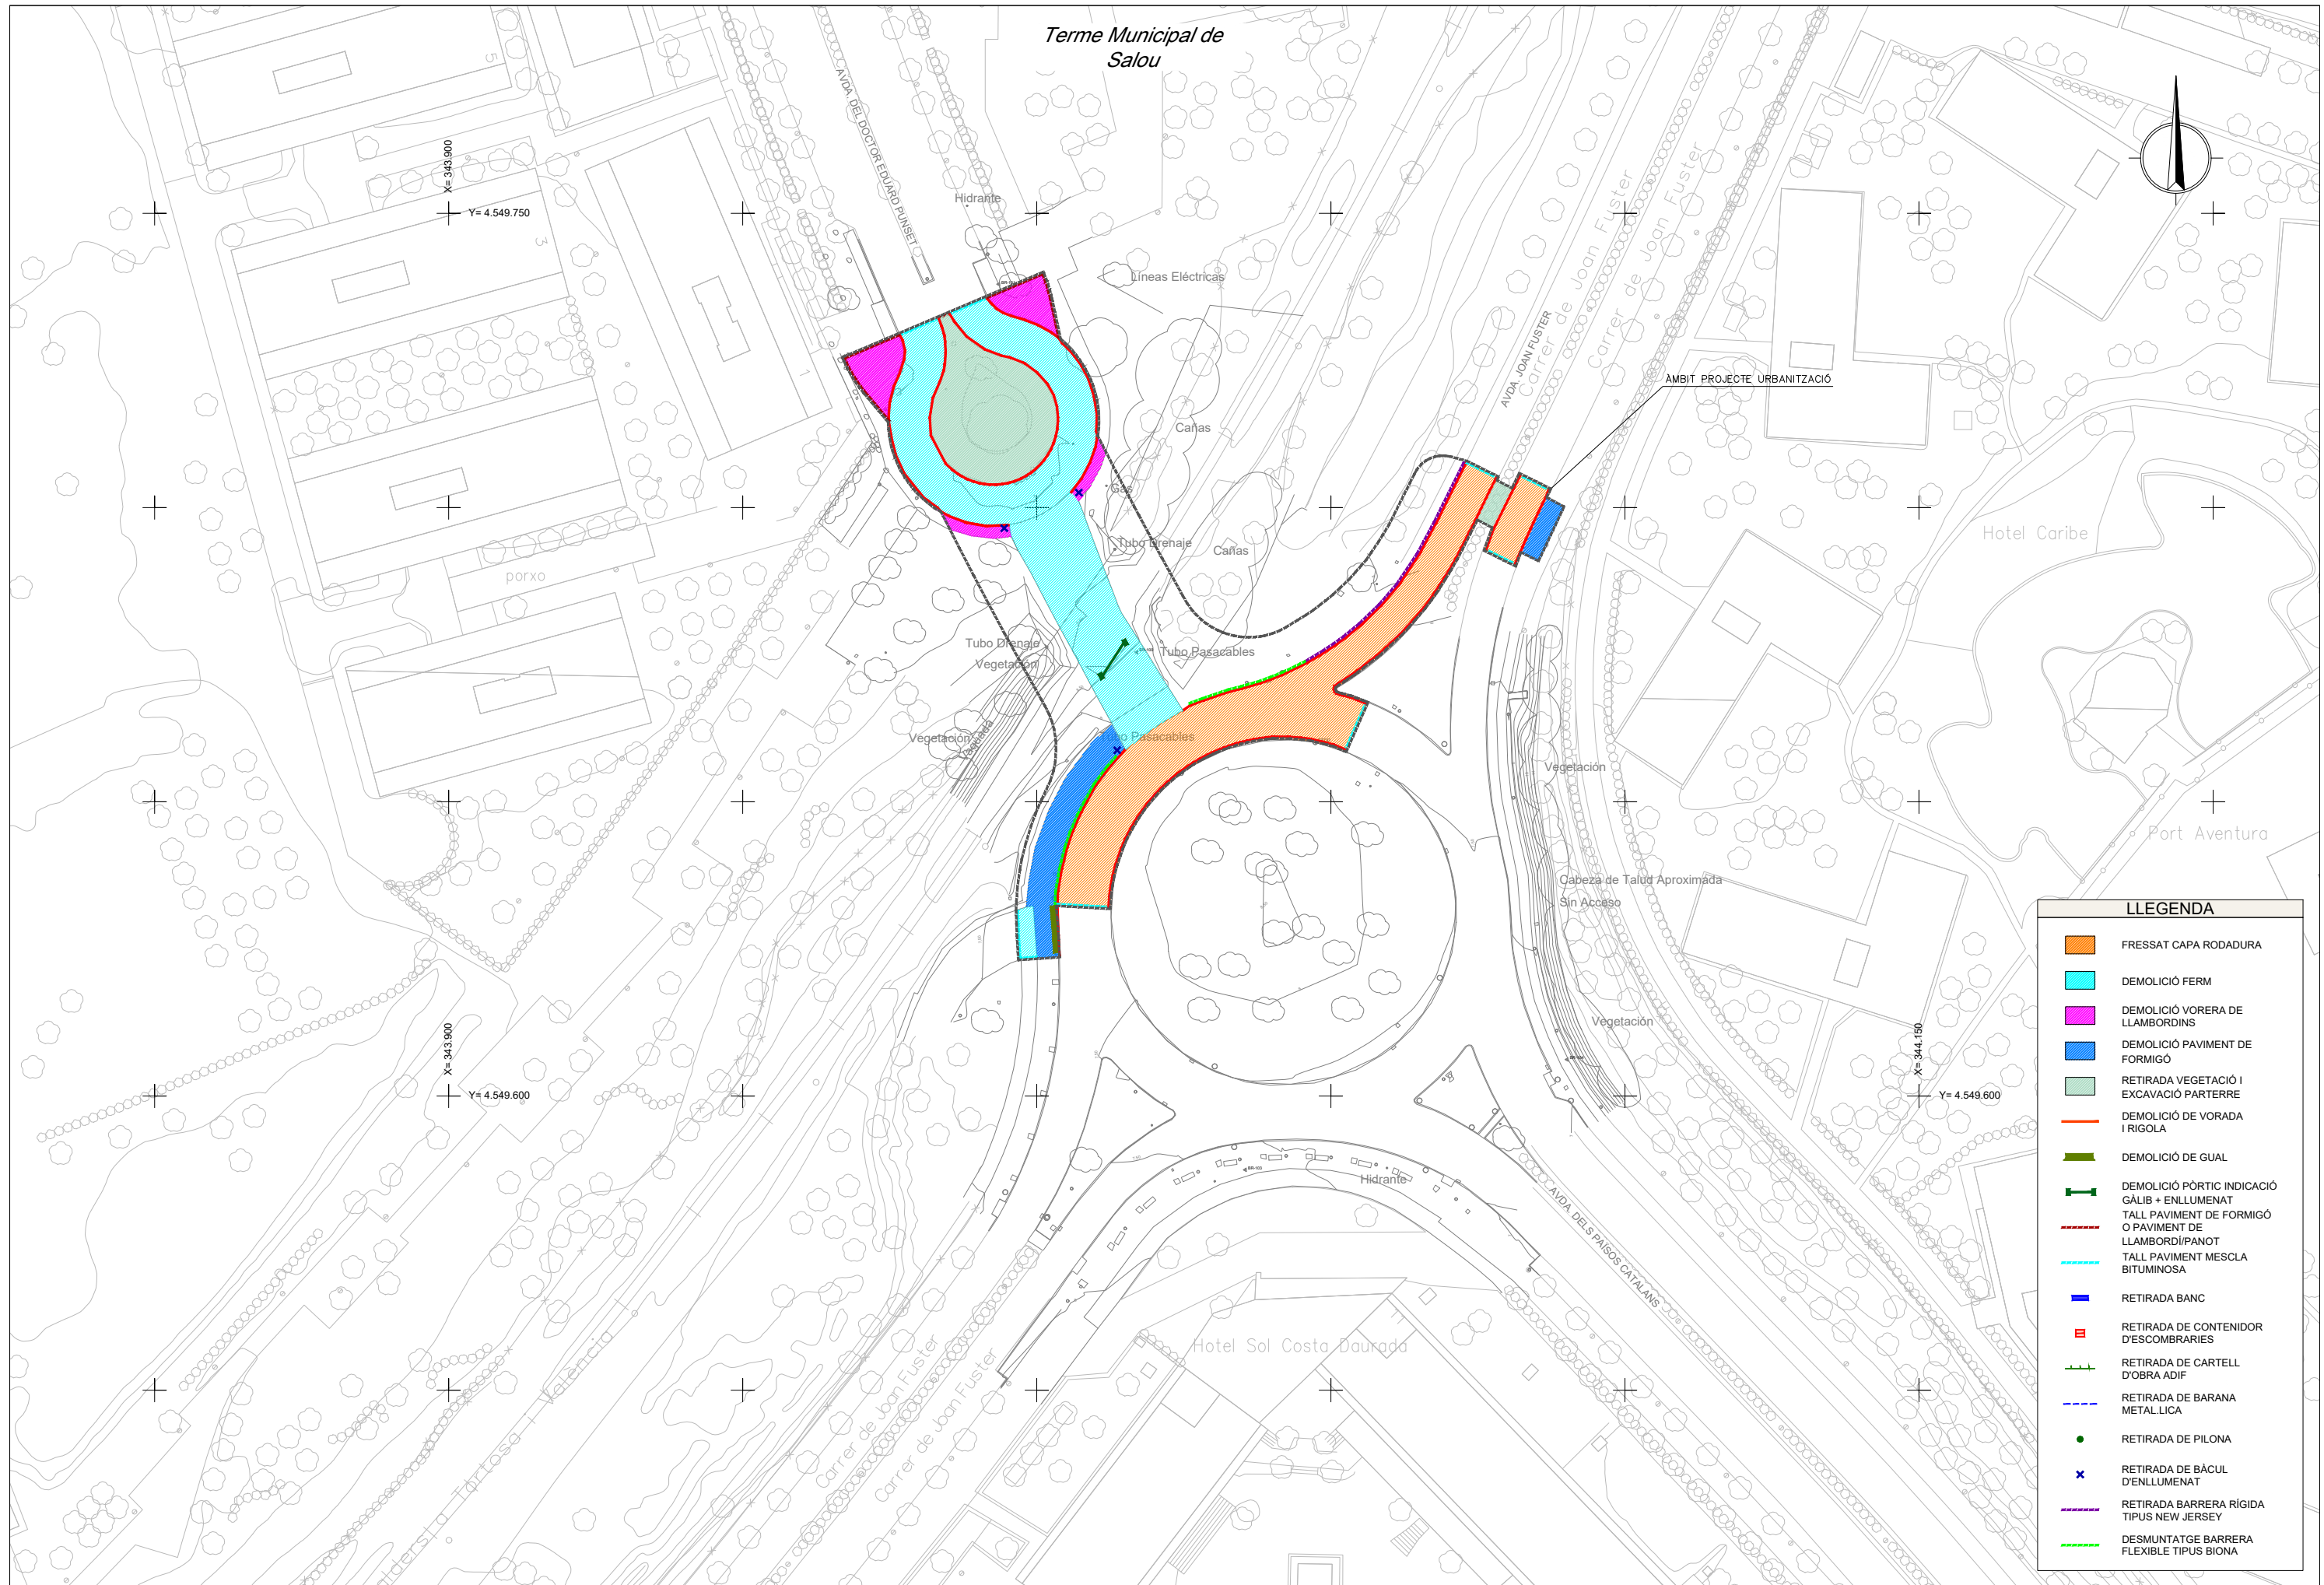 Terme Municipal de
Salou
AVDA. DEL DOCTOR EDUARD PUNSET
X= 343.900
Y= 4.549.750
5
3
1
Hidrante
Líneas Eléctricas
Cañas
Gas
Tubo Drenaje
Cañas
AVDA. JOAN FUSTER
Carrer de Joan Fuster
Carrer de Joan Fuster
ÀMBIT PROJECTE URBANITZACIÓ
Hotel Caribe
porxo
Tubo Drenaje
Vegetación
Tubo Pasacables
Vegetación
Tubo Pasacables
Vegetación
Port Aventura
Cabeza de Talud Aproximada
Sin Acceso
Vegetación
X= 343.900
Y= 4.549.600
X= 344.150
Y= 4.549.600
Hidrante
AVDA. DELS PAÏSOS CATALANS
Hotel Sol Costa Daurada
Carrer de Joan Fuster
Carrer de Joan Fuster
LLEGENDA
FRESSAT CAPA RODADURA
DEMOLICIÓ FERM
DEMOLICIÓ VORERA DE
LLAMBORDINS
DEMOLICIÓ PAVIMENT DE
FORMIGÓ
RETIRADA VEGETACIÓ I
EXCAVACIÓ PARTERRE
DEMOLICIÓ DE VORADA
I RIGOLA
DEMOLICIÓ DE GUAL
DEMOLICIÓ PÒRTIC INDICACIÓ
GÀLIB + ENLLUMENAT
TALL PAVIMENT DE FORMIGÓ
O PAVIMENT DE
LLAMBORDÍ/PANOT
TALL PAVIMENT MESCLA
BITUMINOSA
RETIRADA BANC
RETIRADA DE CONTENIDOR
D'ESCOMBRARIES
RETIRADA DE CARTELL
D'OBRA ADIF
RETIRADA DE BARANA
METAL.LICA
RETIRADA DE PILONA
RETIRADA DE BÀCUL
D'ENLLUMENAT
RETIRADA BARRERA RÍGIDA
TIPUS NEW JERSEY
DESMUNTATGE BARRERA
FLEXIBLE TIPUS BIONA